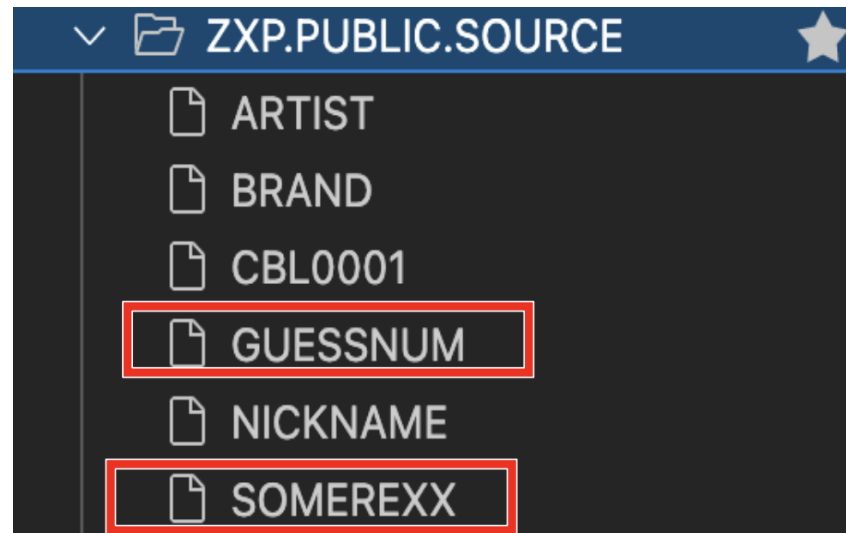 ZXP.PUBLIC.SOURCE
ARTIST
BRAND
CBL0001
GUESSNUM
NICKNAME
SOMEREXX